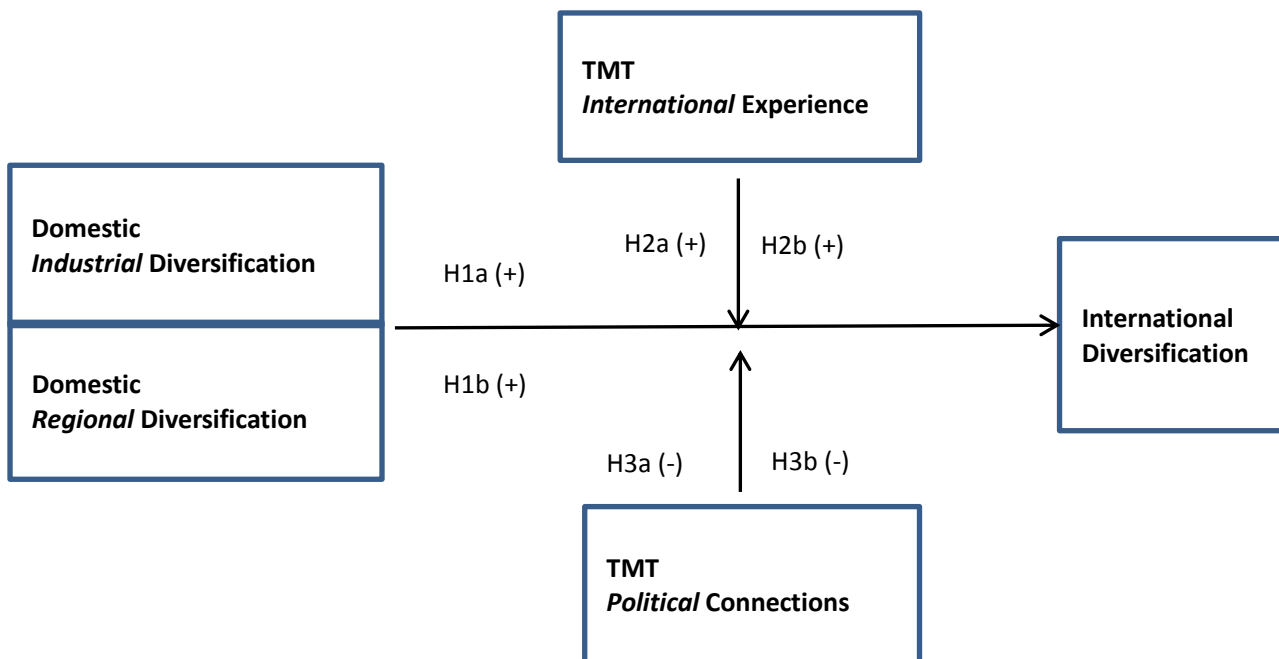 TMT
International Experience
Domestic
Industrial Diversification
H2a (+)
H2b (+)
H1a (+)
International
Diversification
Domestic
Regional Diversification
H1b (+)
H3a (-)
H3b (-)
TMT
Political Connections